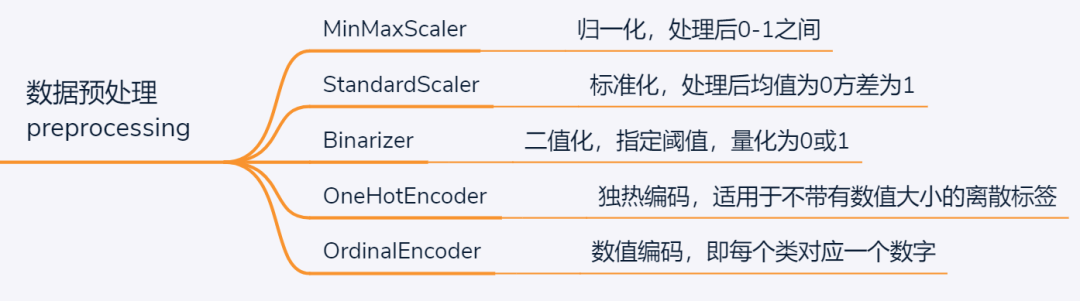 数据预处理
preprocessing
MinMaxScaler 归一化，处理后0-1之间
StandardScaler 标准化，处理后均值为0方差为1
Binarizer 二值化，指定阈值，量化为0或1
OneHotEncoder 独热编码，适用于不带有数值大小的离散标签
OrdinalEncoder 数值编码，即每个类对应一个数字